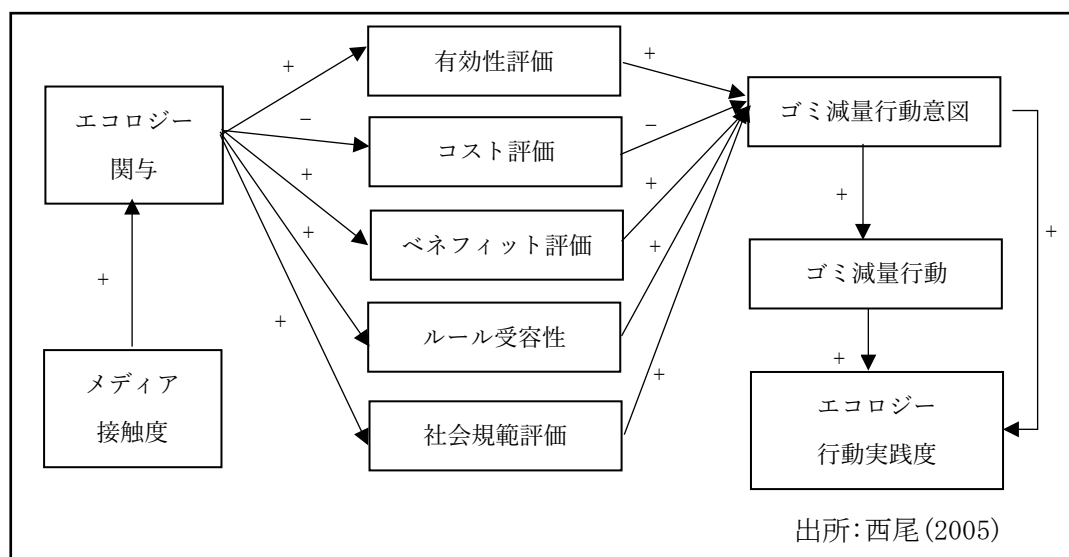 有効性評価
+
+
エコロジー
関与
−
コスト評価
−
ゴミ減量行動意図
+
+
ベネフィット評価
+
+
+
ゴミ減量行動
+
+
ルール受容性
+
+
+
メディア
接触度
社会規範評価
エコロジー
行動実践度
出所:西尾(2005)